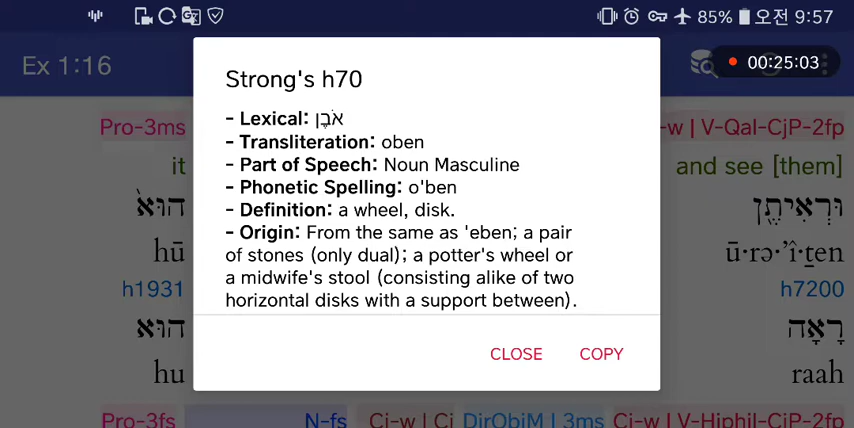 85% 오전 9:57
Ex 1:16
00:25:03
Strong's h70
- Lexical: אֹבֶן
- Transliteration: oben
- Part of Speech: Noun Masculine
- Phonetic Spelling: o'ben
- Definition: a wheel, disk.
- Origin: From the same as 'eben; a pair
of stones (only dual); a potter's wheel or
a midwife's stool (consisting alike of two
horizontal disks with a support between).
CLOSE COPY
Pro-3ms
-w | V-Qal-CjP-2fp
it
and see [them]
הוּא֙
וּרְאִיתֶ֖ן
hū
ū·rə·’î·ṯen
h1931
h7200
הוּא
רָאָה
hu
raah
Pro-3fs
N-fs
Cj-w | Cj
DirObjM | 3ms
Cj-w | V-Hiphil-CjP-2fp